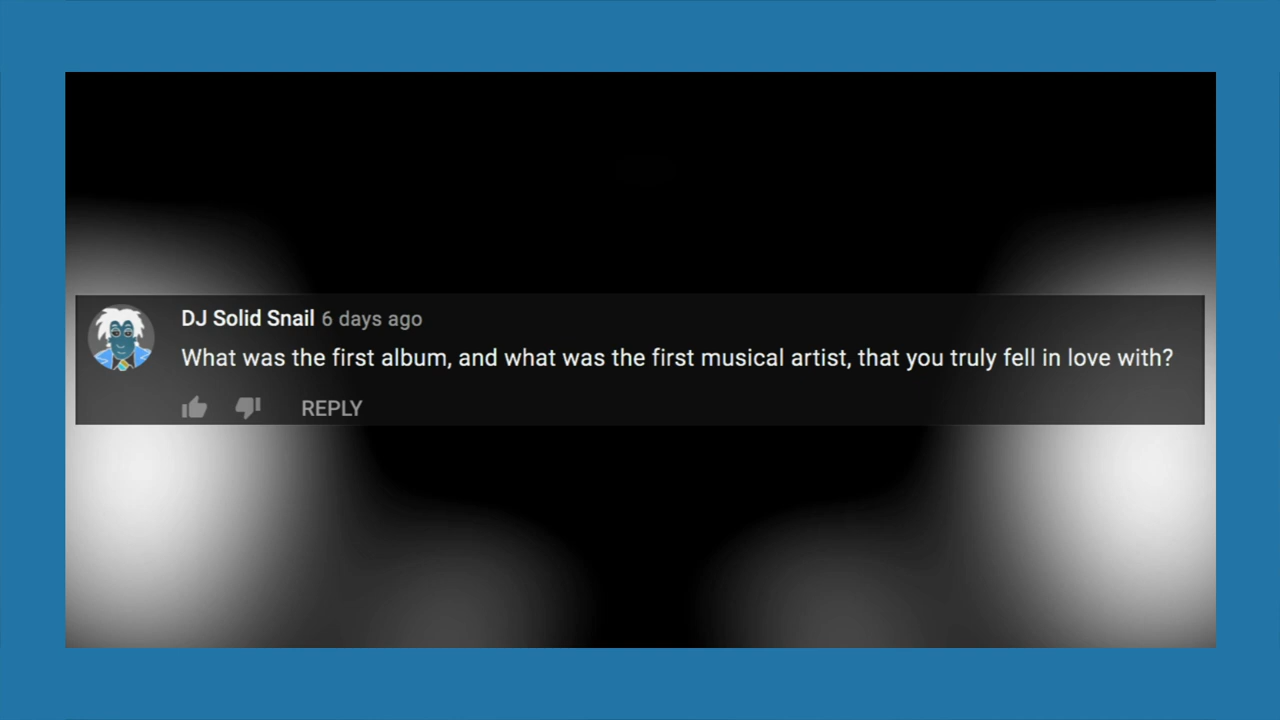 DJ Solid Snail 6 days ago
What was the first album, and what was the first musical artist, that you truly fell in love with?
REPLY